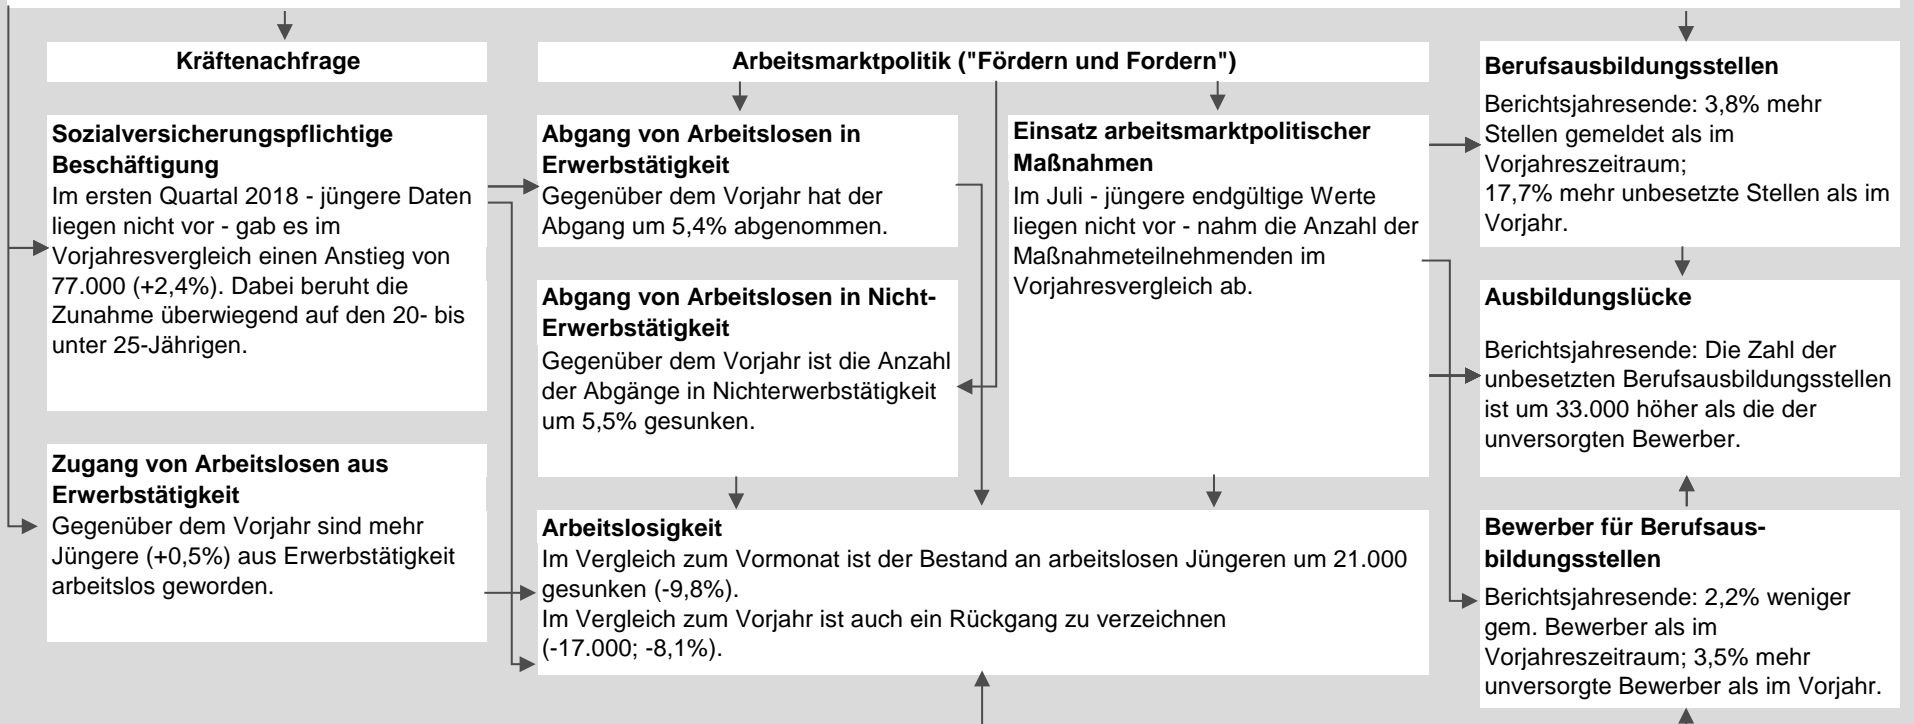 Kräftenachfrage
Sozialversicherungspflichtige
Beschäftigung
Im ersten Quartal 2018 - jüngere Daten
liegen nicht vor - gab es im
Vorjahresvergleich einen Anstieg von
77.000 (+2,4%). Dabei beruht die
Zunahme überwiegend auf den 20- bis
unter 25-Jährigen.
Zugang von Arbeitslosen aus
Erwerbstätigkeit
Gegenüber dem Vorjahr sind mehr
Jüngere (+0,5%) aus Erwerbstätigkeit
arbeitslos geworden.
Arbeitsmarktpolitik ("Fördern und Fordern")
Abgang von Arbeitslosen in
Erwerbstätigkeit
Gegenüber dem Vorjahr hat der
Abgang um 5,4% abgenommen.
Abgang von Arbeitslosen in Nicht-
Erwerbstätigkeit
Gegenüber dem Vorjahr ist die Anzahl
der Abgänge in Nichterwerbstätigkeit
um 5,5% gesunken.
Einsatz arbeitsmarktpolitischer
Maßnahmen
Im Juli - jüngere endgültige Werte
liegen nicht vor - nahm die Anzahl der
Maßnahmeteilnehmenden im
Vorjahresvergleich ab.
Arbeitslosigkeit
Im Vergleich zum Vormonat ist der Bestand an arbeitslosen Jüngeren um 21.000
gesunken (-9,8%).
Im Vergleich zum Vorjahr ist auch ein Rückgang zu verzeichnen
(-17.000; -8,1%).
Berufsausbildungsstellen
Berichtsjahresende: 3,8% mehr
Stellen gemeldet als im
Vorjahreszeitraum;
17,7% mehr unbesetzte Stellen als im
Vorjahr.
Ausbildungslücke
Berichtsjahresende: Die Zahl der
unbesetzten Berufsausbildungsstellen
ist um 33.000 höher als die der
unversorgten Bewerber.
Bewerber für Berufsaus-
bildungsstellen
Berichtsjahresende: 2,2% weniger
gem. Bewerber als im
Vorjahreszeitraum; 3,5% mehr
unversorgte Bewerber als im Vorjahr.